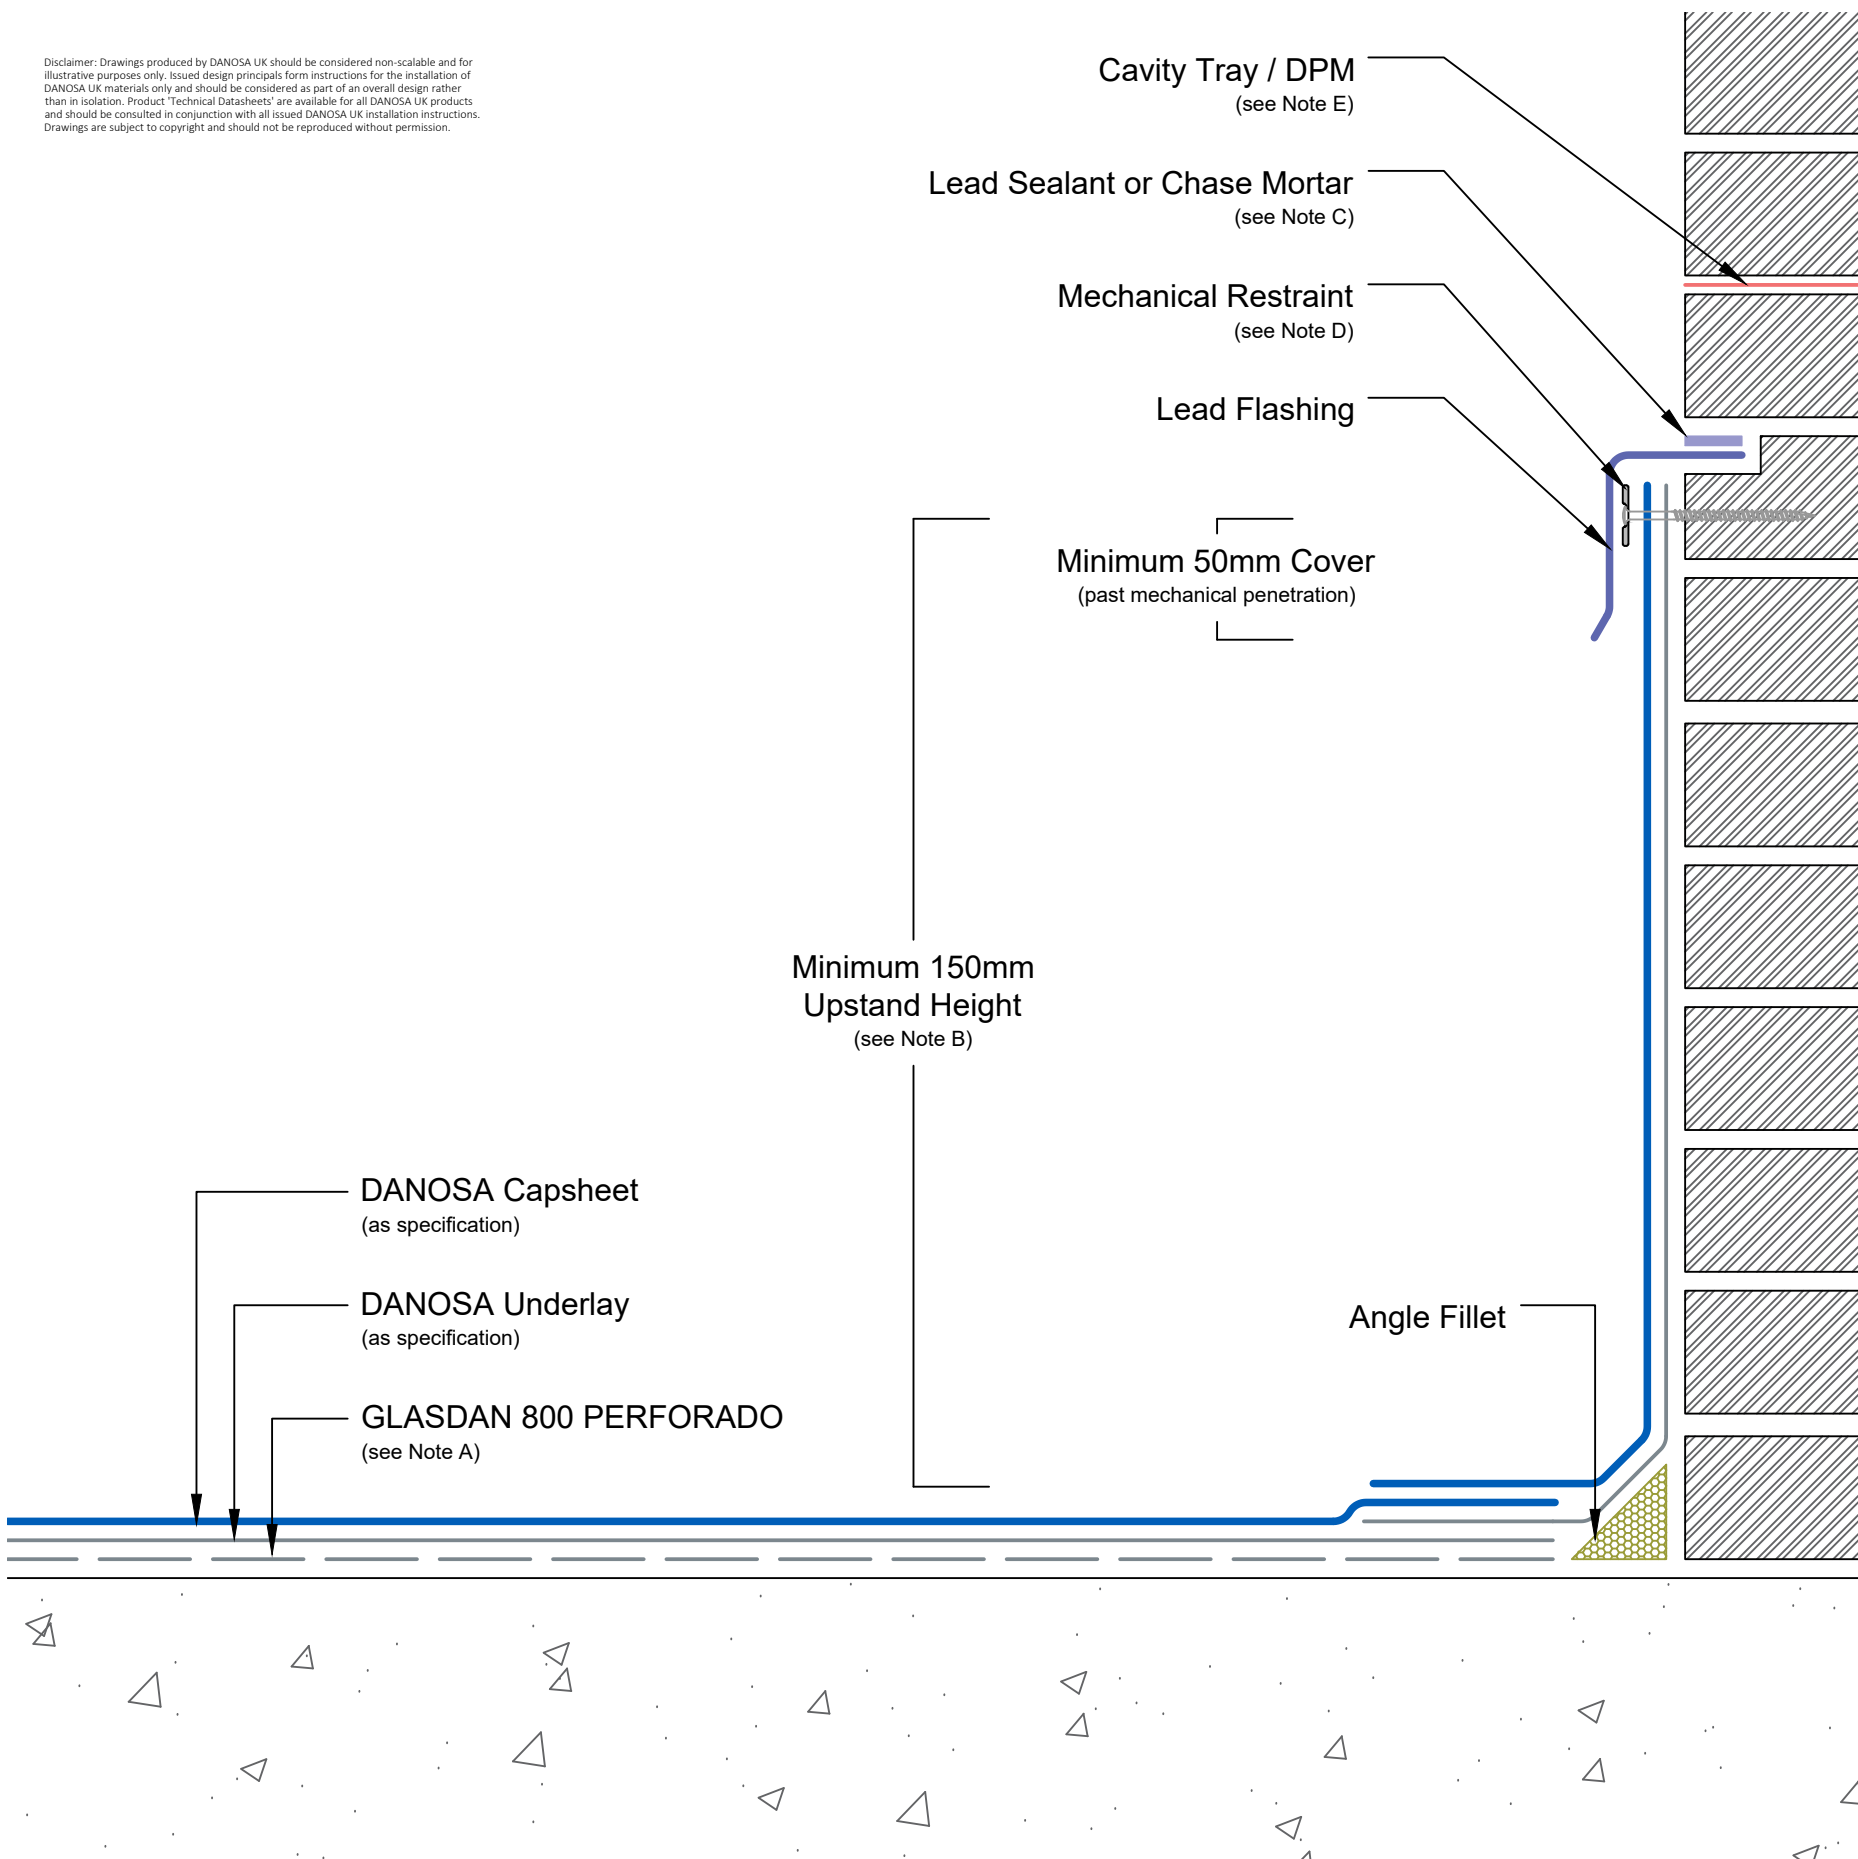 Disclaimer: Drawings produced by DANOSA UK should be considered non-scalable and for
illustrative purposes only. Issued design principals form instructions for the installation of
DANOSA UK materials only and should be considered as part of an overall design rather
than in isolation. Product 'Technical Datasheets' are available for all DANOSA UK products
and should be consulted in conjunction with all issued DANOSA UK installation instructions.
Drawings are subject to copyright and should not be reproduced without permission.
Cavity Tray / DPM
(see Note E)
Lead Sealant or Chase Mortar
(see Note C)
Mechanical Restraint
(see Note D)
Lead Flashing
Minimum 50mm Cover
(past mechanical penetration)
Minimum 150mm
Upstand Height
(see Note B)
DANOSA Capsheet
(as specification)
DANOSA Underlay
(as specification)
Angle Fillet
GLASDAN 800 PERFORADO
(see Note A)